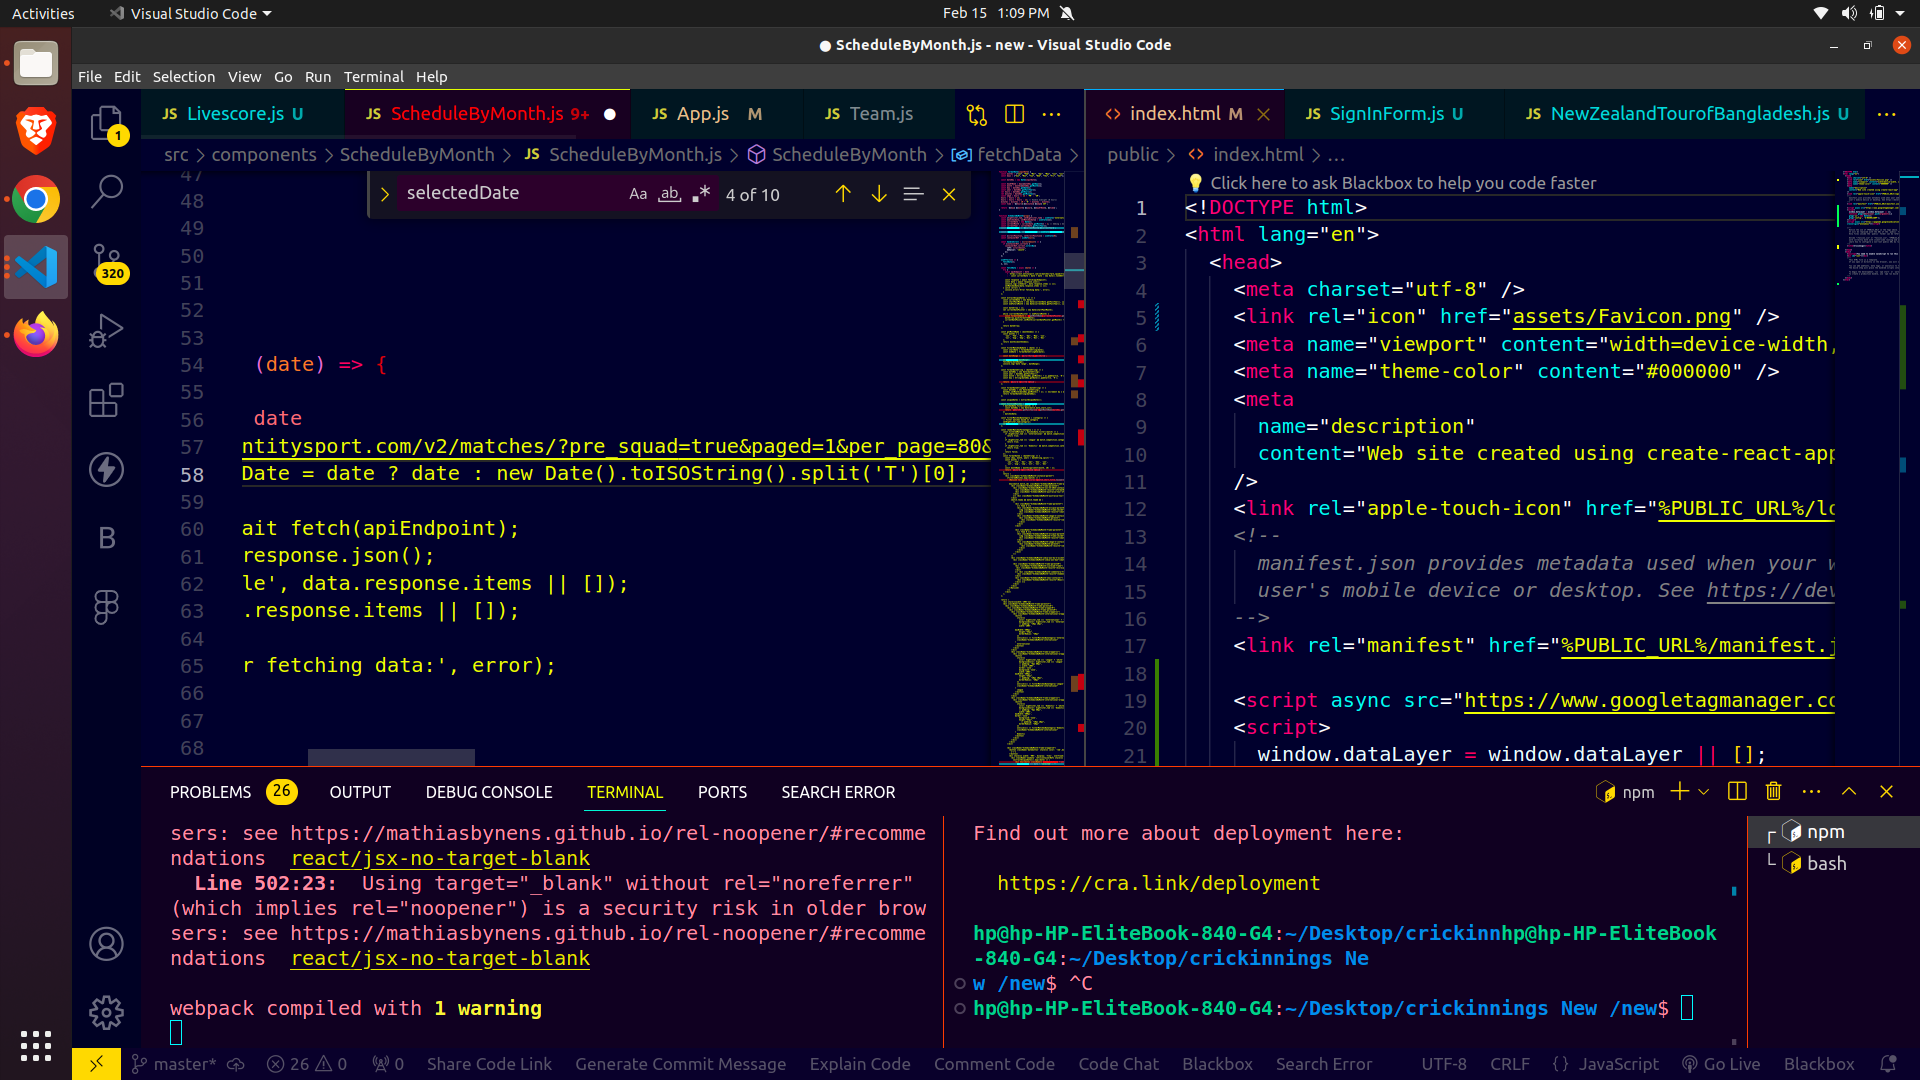 Activities
Visual Studio Code
Feb 15 1:09 PM
● ScheduleByMonth.js - new - Visual Studio Code
File Edit Selection View Go Run Terminal Help
JS Livescore.js U
JS ScheduleByMonth.js 9+
JS App.js M
JS Team.js
<> index.html M
JS SignInForm.js U
JS NewZealandTourofBangladesh.js U
src > components > ScheduleByMonth > JS ScheduleByMonth.js > ScheduleByMonth > fetchData >
public > <> index.html > ...
selectedDate Aa ab .* 4 of 10
47
48
49
50
51
52
53
54 (date) => {
55
56 date
57 ntitysport.com/v2/matches/?pre_squad=true&paged=1&per_page=80&
58 Date = date ? date : new Date().toISOString().split('T')[0];
59
60 ait fetch(apiEndpoint);
61 response.json();
62 le', data.response.items || []);
63 .response.items || []);
64
65 r fetching data:', error);
66
67
68
Click here to ask Blackbox to help you code faster
1 <!DOCTYPE html>
2 <html lang="en">
3 <head>
4 <meta charset="utf-8" />
5 <link rel="icon" href="assets/Favicon.png" />
6 <meta name="viewport" content="width=device-width,
7 <meta name="theme-color" content="#000000" />
8 <meta
9 name="description"
10 content="Web site created using create-react-app
11 />
12 <link rel="apple-touch-icon" href="%PUBLIC_URL%/lo
13 <!--
14 manifest.json provides metadata used when your w
15 user's mobile device or desktop. See https://dev
16 -->
17 <link rel="manifest" href="%PUBLIC_URL%/manifest.j
18
19 <script async src="https://www.googletagmanager.co
20 <script>
21 window.dataLayer = window.dataLayer || [];
1
320
B
PROBLEMS 26 OUTPUT DEBUG CONSOLE TERMINAL PORTS SEARCH ERROR
npm
sers: see https://mathiasbynens.github.io/rel-noopener/#recomme
ndations react/jsx-no-target-blank
Line 502:23: Using target="_blank" without rel="noreferrer"
(which implies rel="noopener") is a security risk in older brow
sers: see https://mathiasbynens.github.io/rel-noopener/#recomme
ndations react/jsx-no-target-blank
webpack compiled with 1 warning
Find out more about deployment here:
https://cra.link/deployment
hp@hp-HP-EliteBook-840-G4:~/Desktop/crickinnhp@hp-HP-EliteBook
-840-G4:~/Desktop/crickinnings Ne
w /new$ ^C
hp@hp-HP-EliteBook-840-G4:~/Desktop/crickinnings New /new$
npm
bash
master* 26 0 0 Share Code Link Generate Commit Message Explain Code Comment Code Code Chat Blackbox Search Error UTF-8 CRLF {} JavaScript Go Live Blackbox